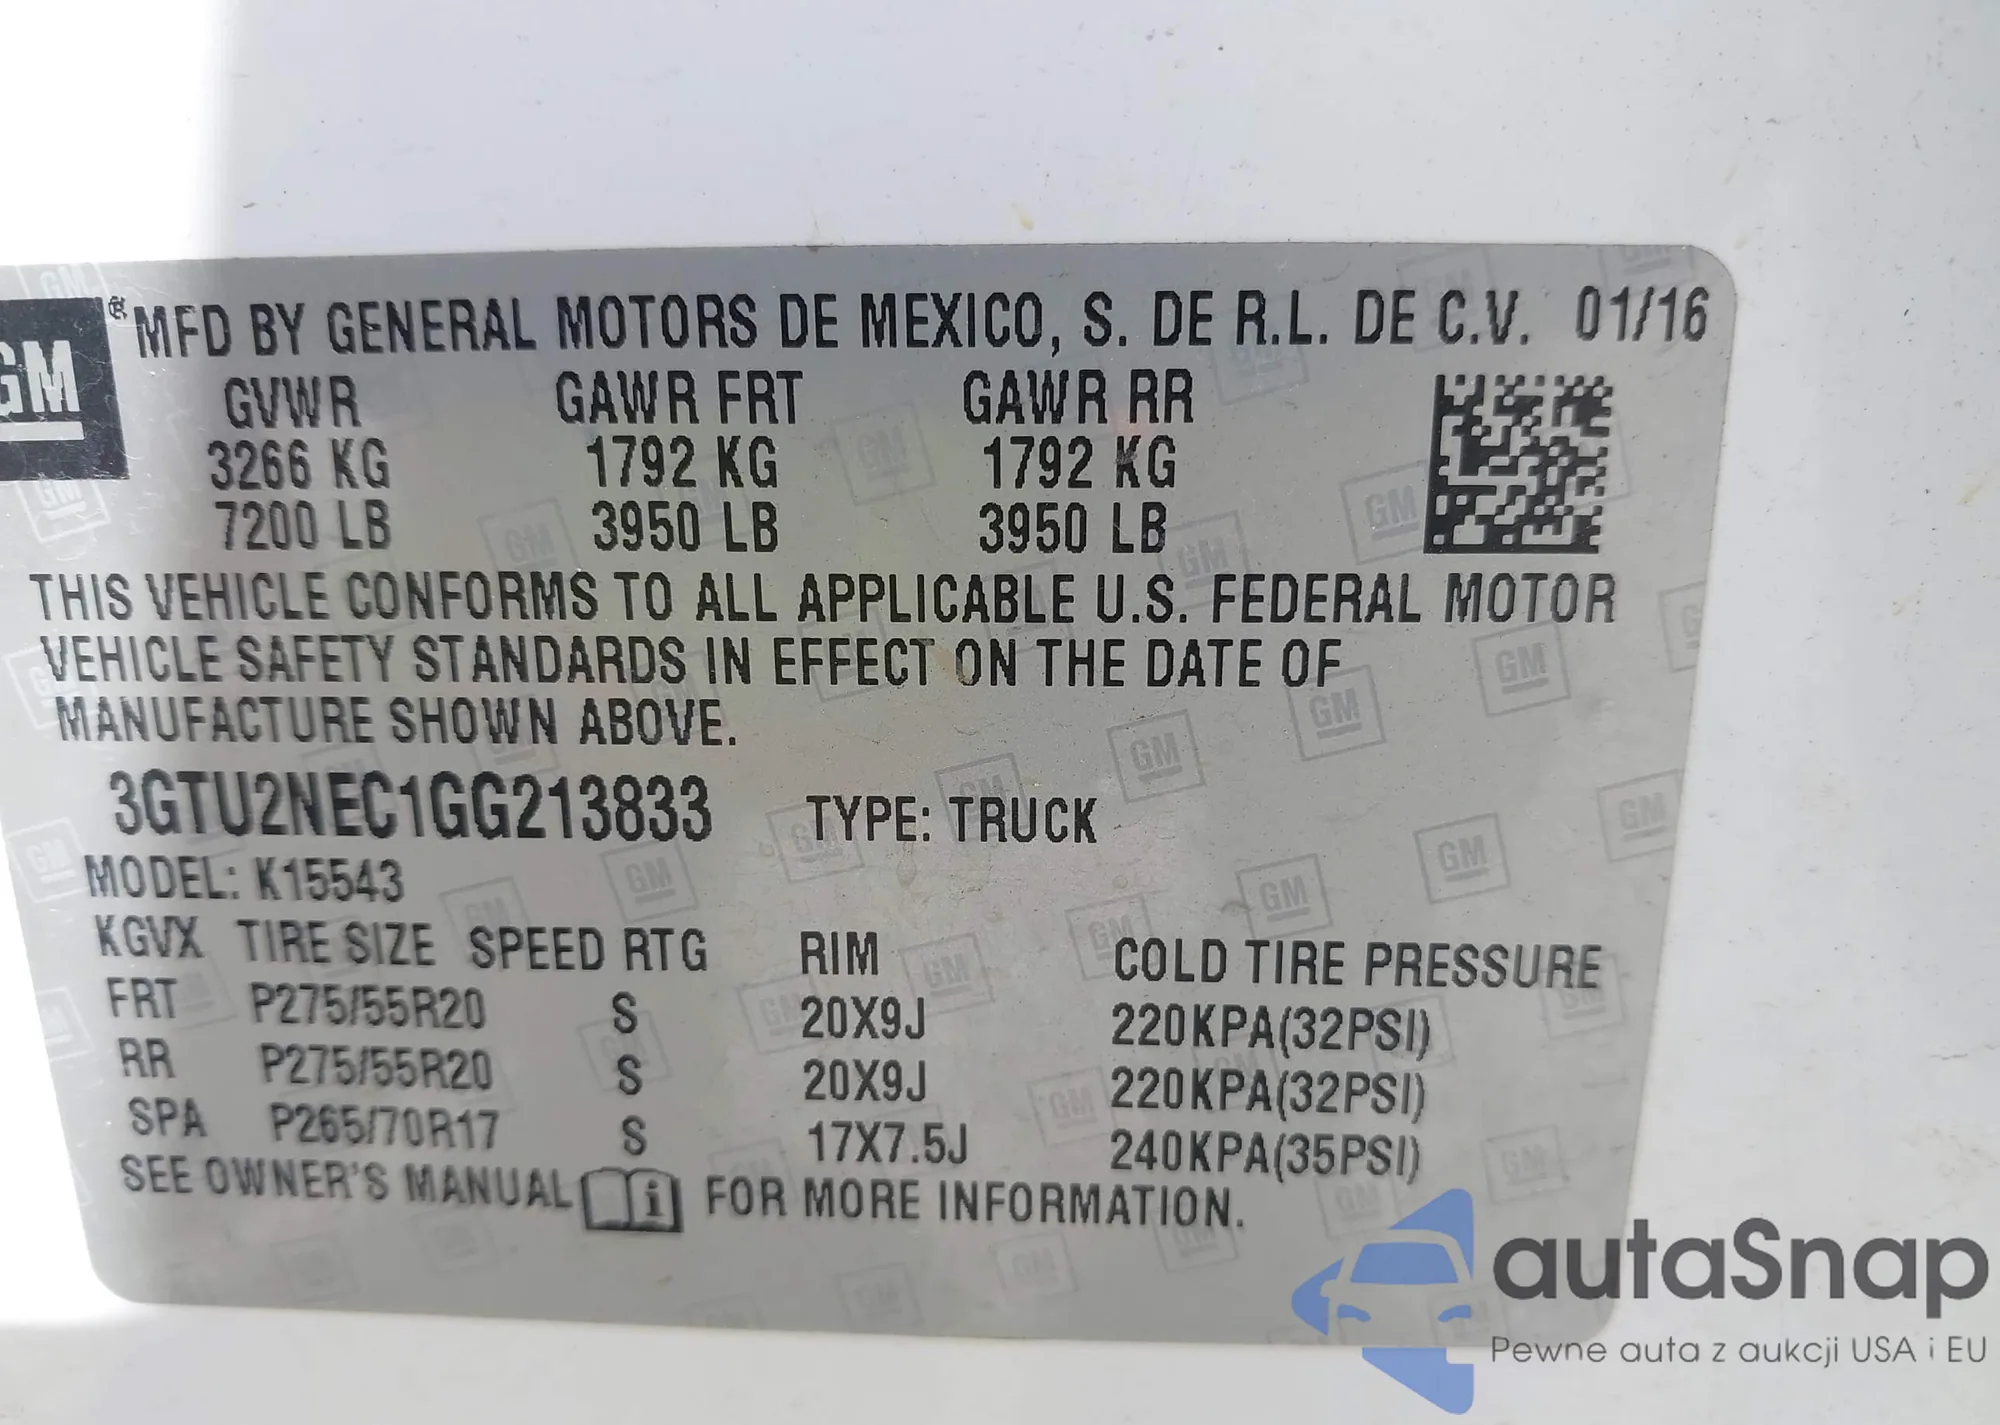 GM® MFD BY GENERAL MOTORS DE MEXICO, S. DE R.L. DE C.V. 01/16
GVWR GAWR FRT GAWR RR
3266 KG 1792 KG 1792 KG
7200 LB 3950 LB 3950 LB
THIS VEHICLE CONFORMS TO ALL APPLICABLE U.S. FEDERAL MOTOR
VEHICLE SAFETY STANDARDS IN EFFECT ON THE DATE OF
MANUFACTURE SHOWN ABOVE.
3GTU2NEC1GG213833 TYPE: TRUCK
MODEL: K15543
KGVX TIRE SIZE SPEED RTG RIM COLD TIRE PRESSURE
FRT P275/55R20 S 20X9J 220KPA(32PSI)
RR P275/55R20 S 20X9J 220KPA(32PSI)
SPA P265/70R17 S 17X7.5J 240KPA(35PSI)
SEE OWNER'S MANUAL i FOR MORE INFORMATION.
autaSnap
Pewne auta z aukcji USA i EU